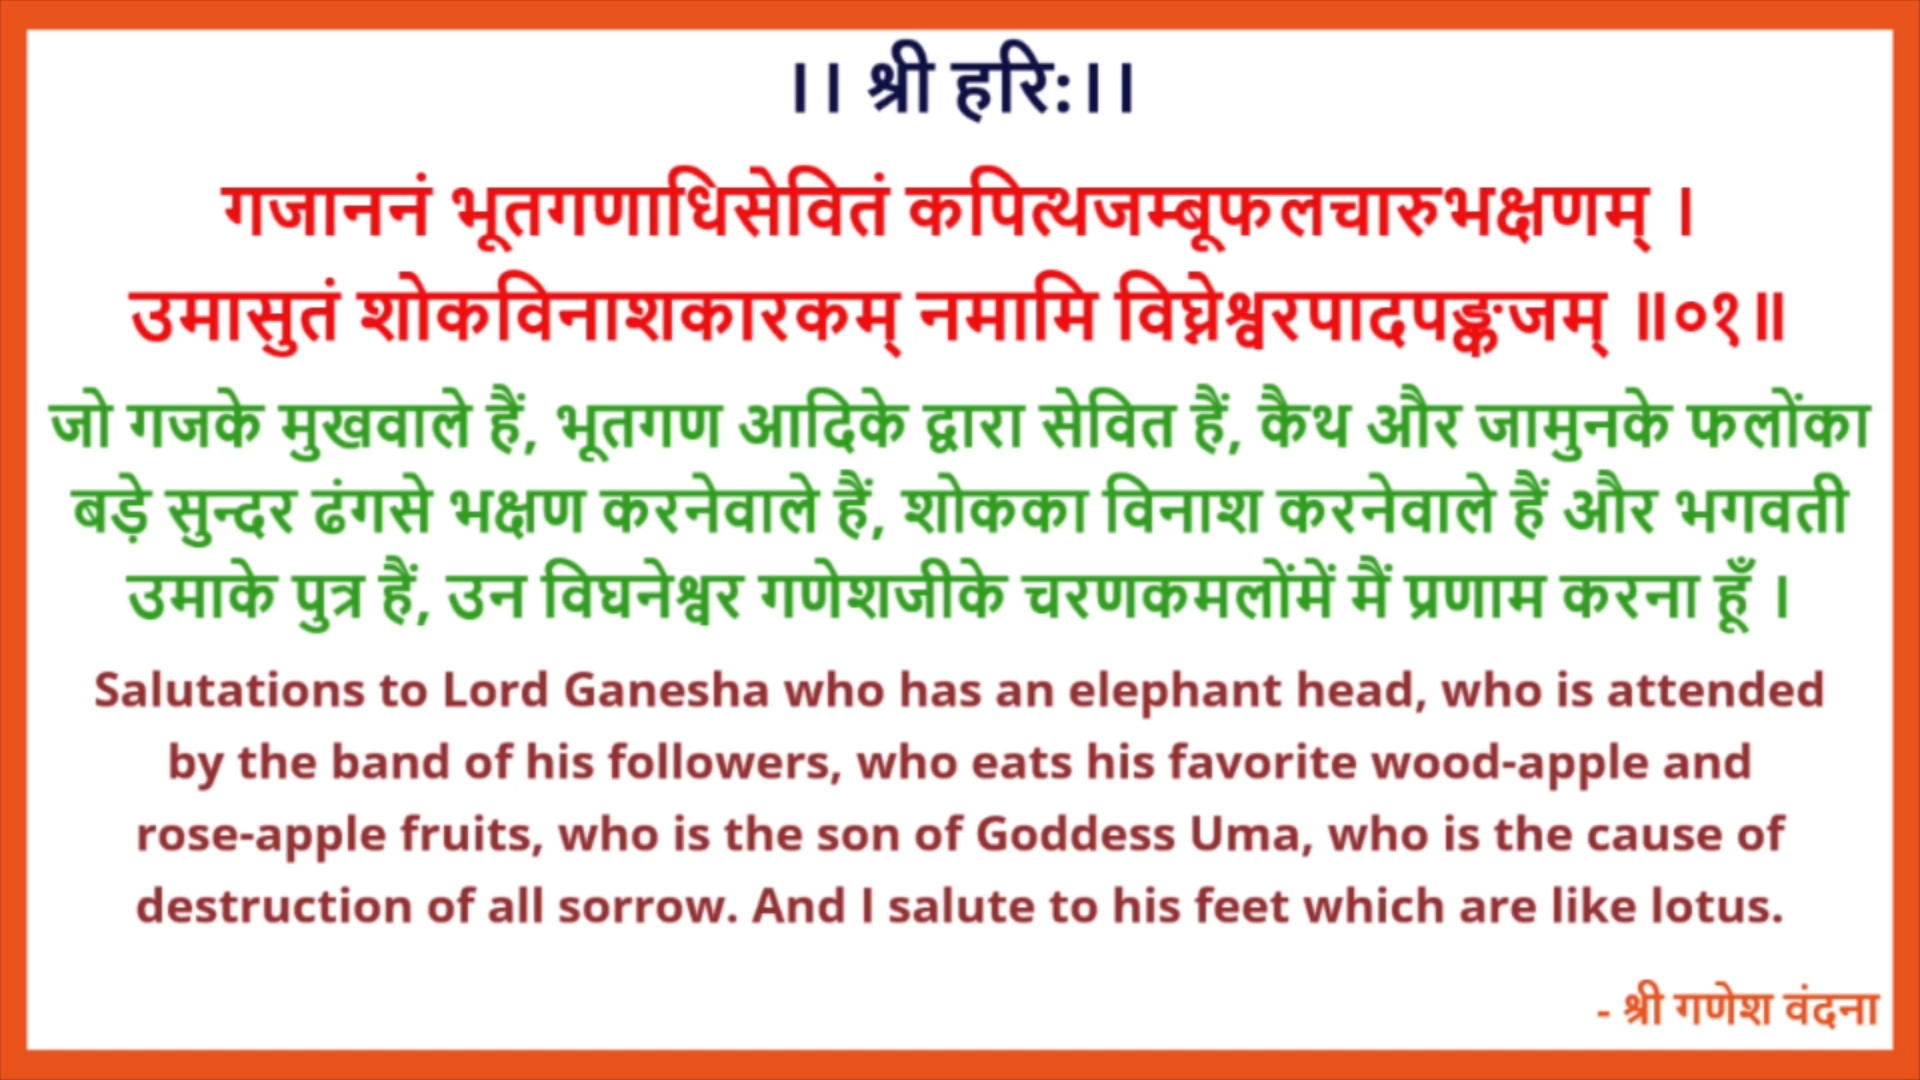 ।। श्री हरि:।।
गजाननं भूतगणाधिसेवितं कपित्थजम्बूफलचारुभक्षणम् ।
उमासुतं शोकविनाशकारकम् नमामि विघ्नेश्वरपादपङ्कजम् ॥०१॥
जो गजके मुखवाले हैं, भूतगण आदिके द्वारा सेवित हैं, कैथ और जामुनके फलोंका
बड़े सुन्दर ढंगसे भक्षण करनेवाले हैं, शोकका विनाश करनेवाले हैं और भगवती
उमाके पुत्र हैं, उन विघनेश्वर गणेशजीके चरणकमलोंमें मैं प्रणाम करना हूँ ।
Salutations to Lord Ganesha who has an elephant head, who is attended
by the band of his followers, who eats his favorite wood-apple and
rose-apple fruits, who is the son of Goddess Uma, who is the cause of
destruction of all sorrow. And I salute to his feet which are like lotus.
- श्री गणेश वंदना